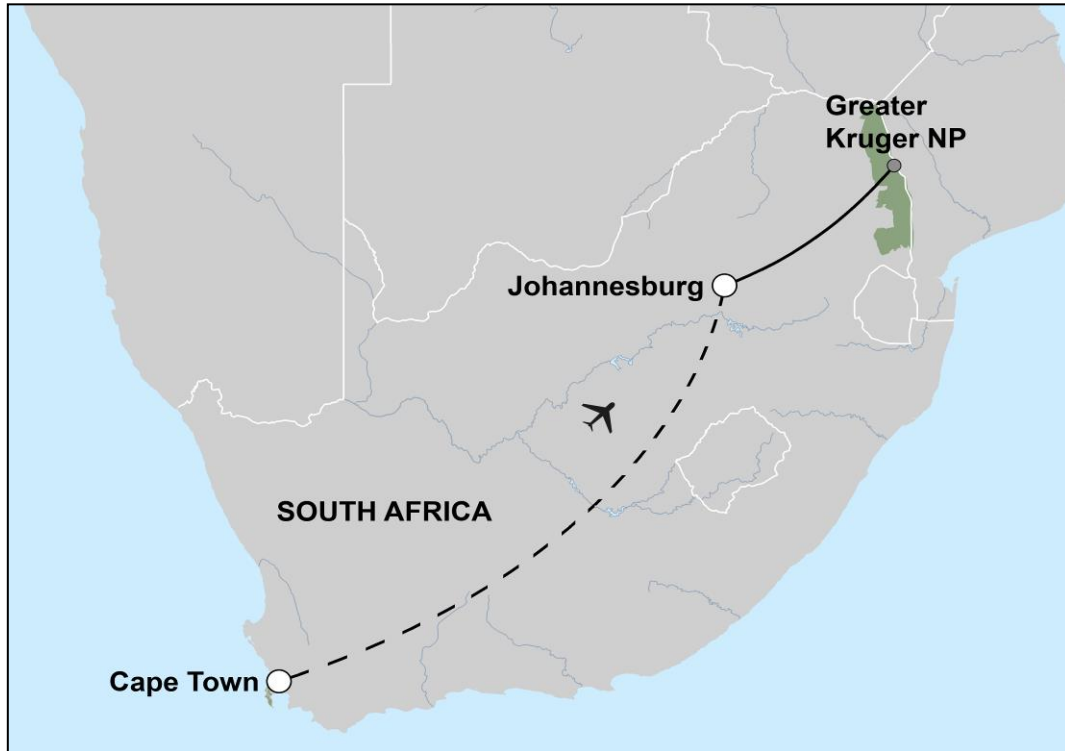 Greater
Kruger NP
Johannesburg
SOUTH AFRICA
Cape Town